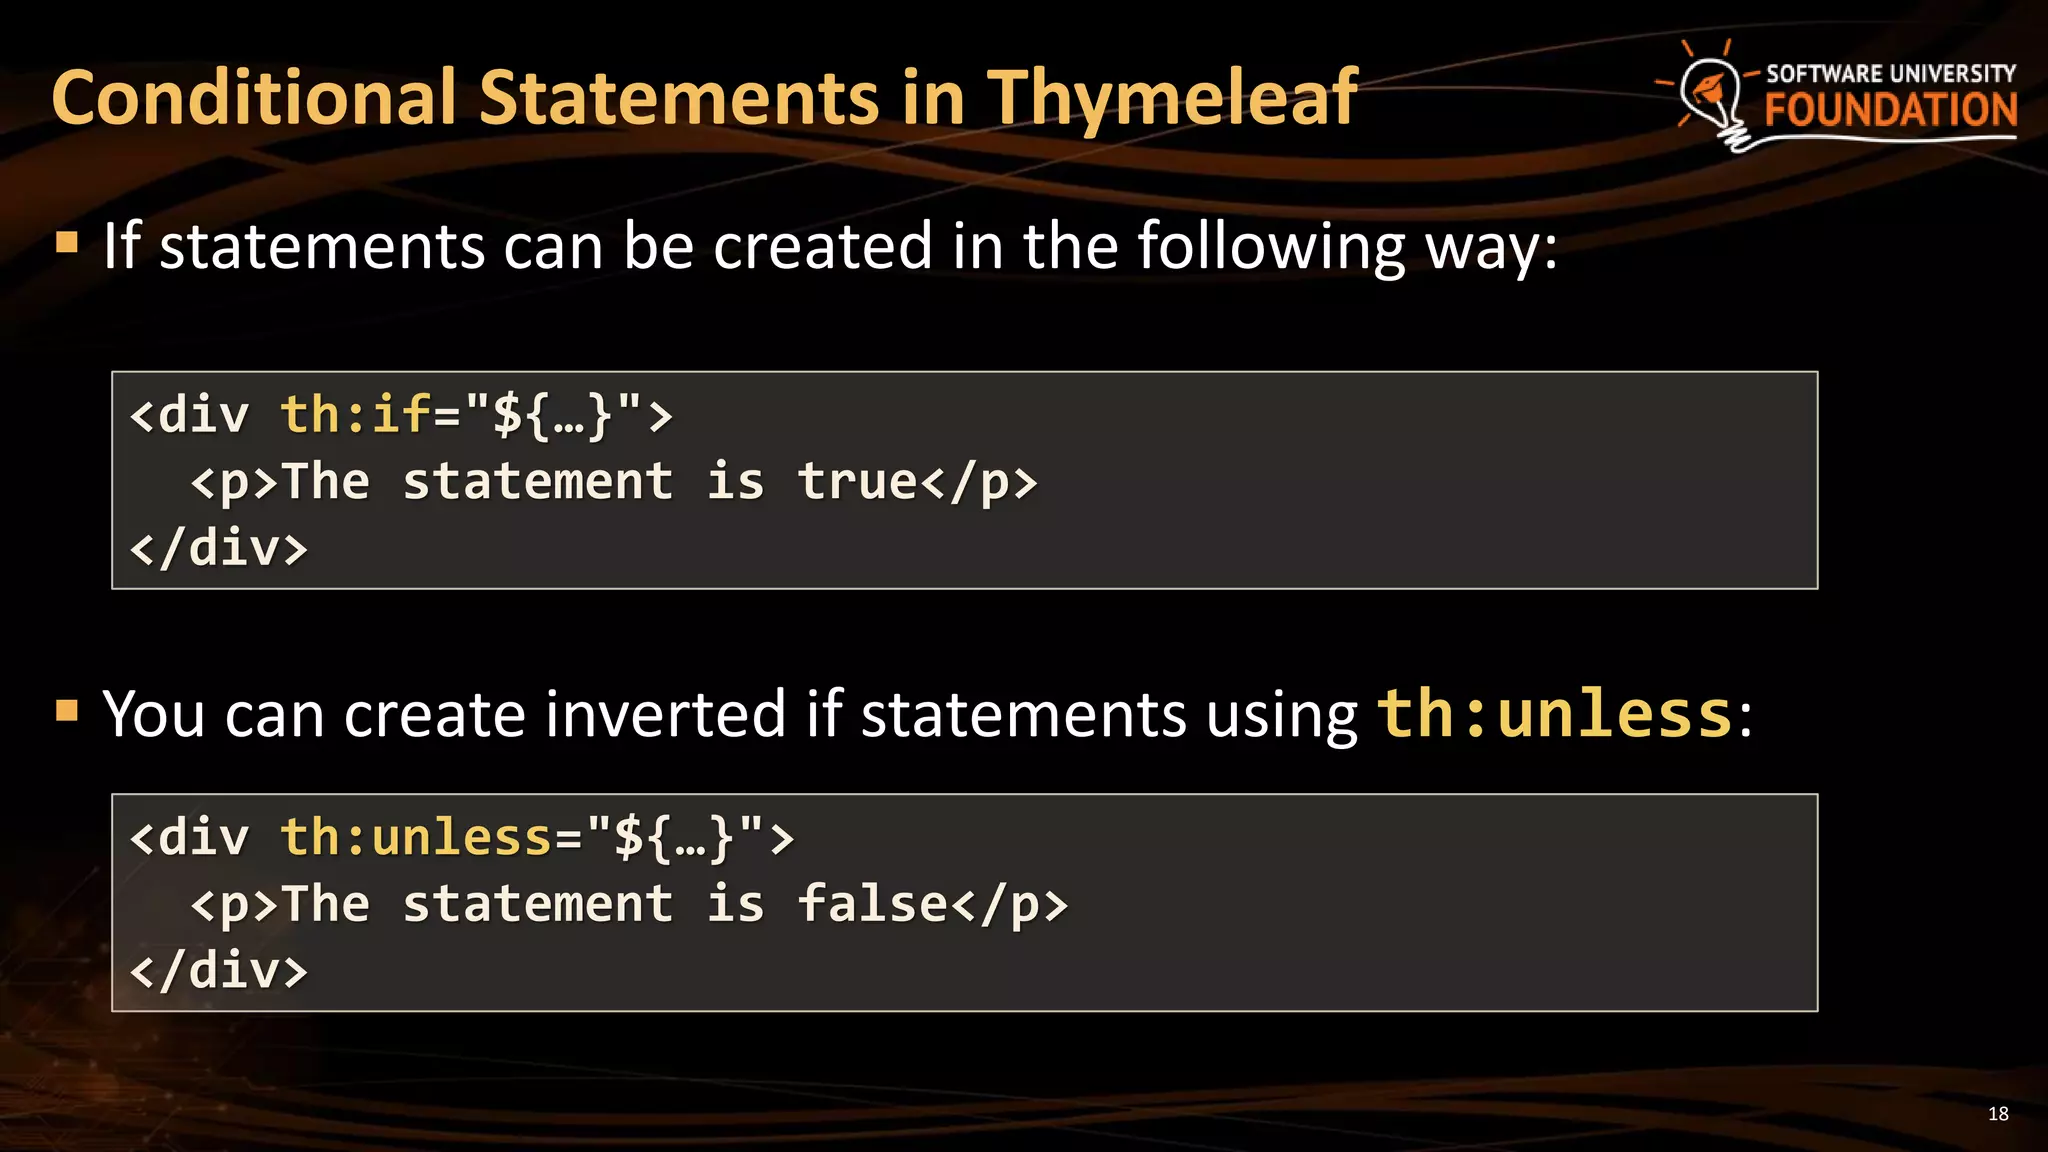 Conditional Statements in Thymeleaf
SOFTWARE UNIVERSITY
FOUNDATION
If statements can be created in the following way:
<div th:if="${…}">
  <p>The statement is true</p>
</div>
You can create inverted if statements using th:unless:
<div th:unless="${…}">
  <p>The statement is false</p>
</div>
18